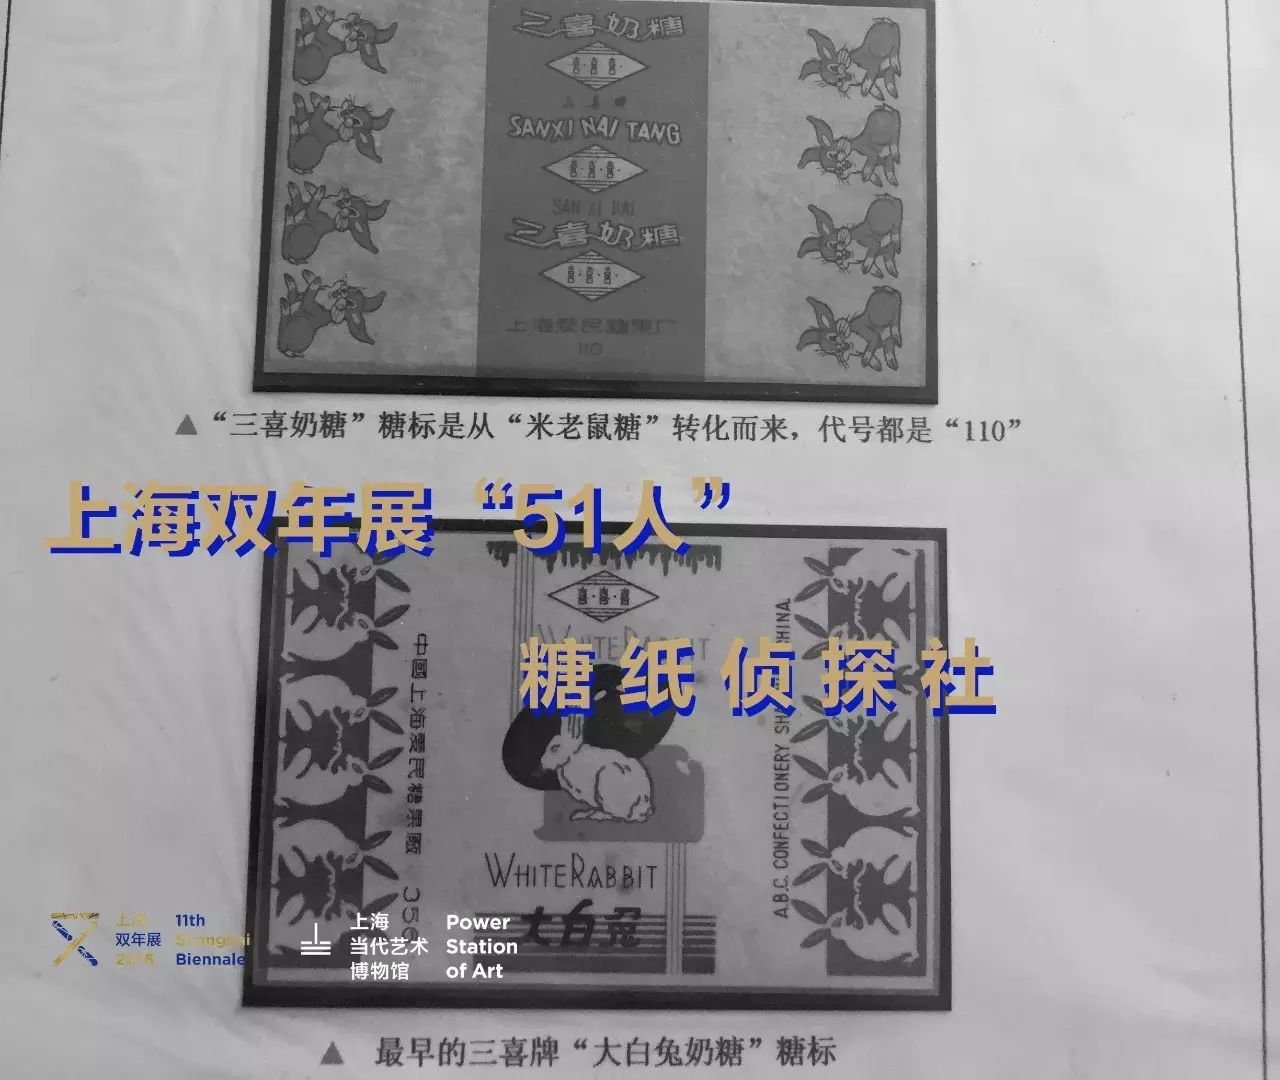 三喜奶糖
喜·喜·喜
三喜牌
SANXI NAI TANG
喜·喜·喜
SAN XI PAI
三喜奶糖
喜·喜·喜
上海爱民糖果厂
110
▲“三喜奶糖”糖标是从“米老鼠糖”转化而来，代号都是“110”
上海双年展“51人”
喜·喜·喜
WHITE RABBIT
糖纸侦探社
中國上海愛民糖果廠
A.B.C. CONFECTIONERY
WHITE RABBIT
大白兔
上海
双年展
2016
11th
Shanghai
Biennale
上海
当代艺术
博物馆
Power
Station
of Art
▲ 最早的三喜牌“大白兔奶糖”糖标